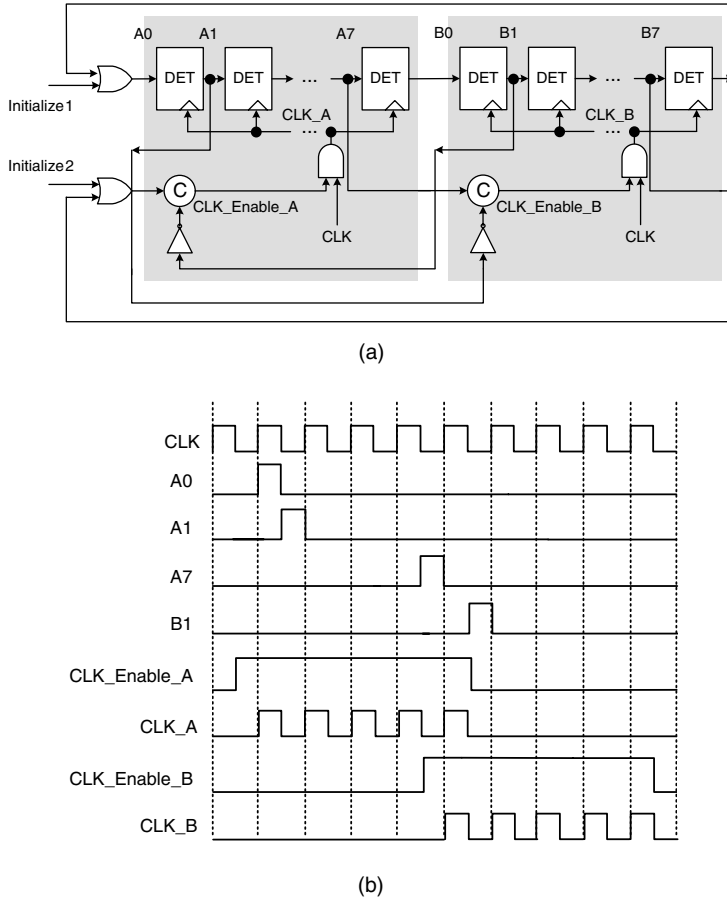 A0 A1 A7 B0 B1 B7
DET DET ... DET DET DET ... DET
Initialize1
CLK_A CLK_B
... ...
Initialize2
C C
CLK_Enable_A CLK_Enable_B
CLK CLK
(a)
CLK
A0
A1
A7
B1
CLK_Enable_A
CLK_A
CLK_Enable_B
CLK_B
(b)